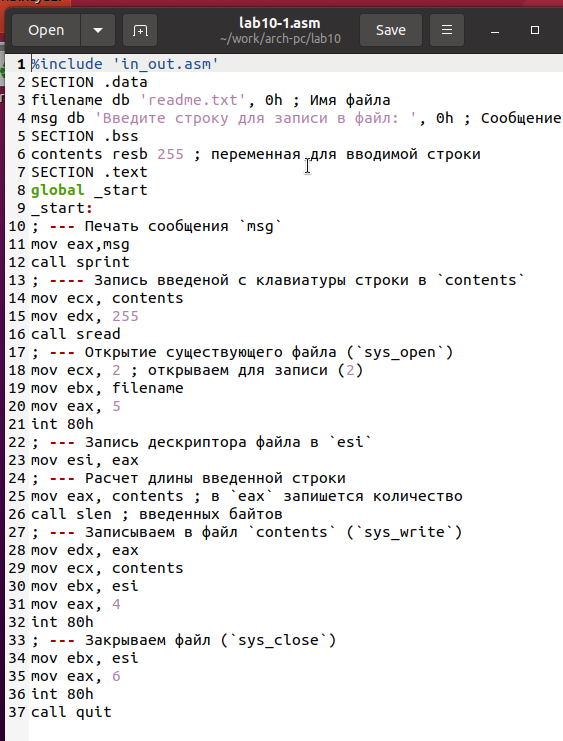 Open
lab10-1.asm
~/work/arch-pc/lab10
Save
1 %include 'in_out.asm'
2 SECTION .data
3 filename db 'readme.txt', 0h ; Имя файла
4 msg db 'Введите строку для записи в файл: ', 0h ; Сообщение
5 SECTION .bss
6 contents resb 255 ; переменная для вводимой строки
7 SECTION .text
8 global _start
9 _start:
10 ; --- Печать сообщения `msg`
11 mov eax,msg
12 call sprint
13 ; ---- Запись введеной с клавиатуры строки в `contents`
14 mov ecx, contents
15 mov edx, 255
16 call sread
17 ; --- Открытие существующего файла (`sys_open`)
18 mov ecx, 2 ; открываем для записи (2)
19 mov ebx, filename
20 mov eax, 5
21 int 80h
22 ; --- Запись дескриптора файла в `esi`
23 mov esi, eax
24 ; --- Расчет длины введенной строки
25 mov eax, contents ; в `eax` запишется количество
26 call slen ; введенных байтов
27 ; --- Записываем в файл `contents` (`sys_write`)
28 mov edx, eax
29 mov ecx, contents
30 mov ebx, esi
31 mov eax, 4
32 int 80h
33 ; --- Закрываем файл (`sys_close`)
34 mov ebx, esi
35 mov eax, 6
36 int 80h
37 call quit